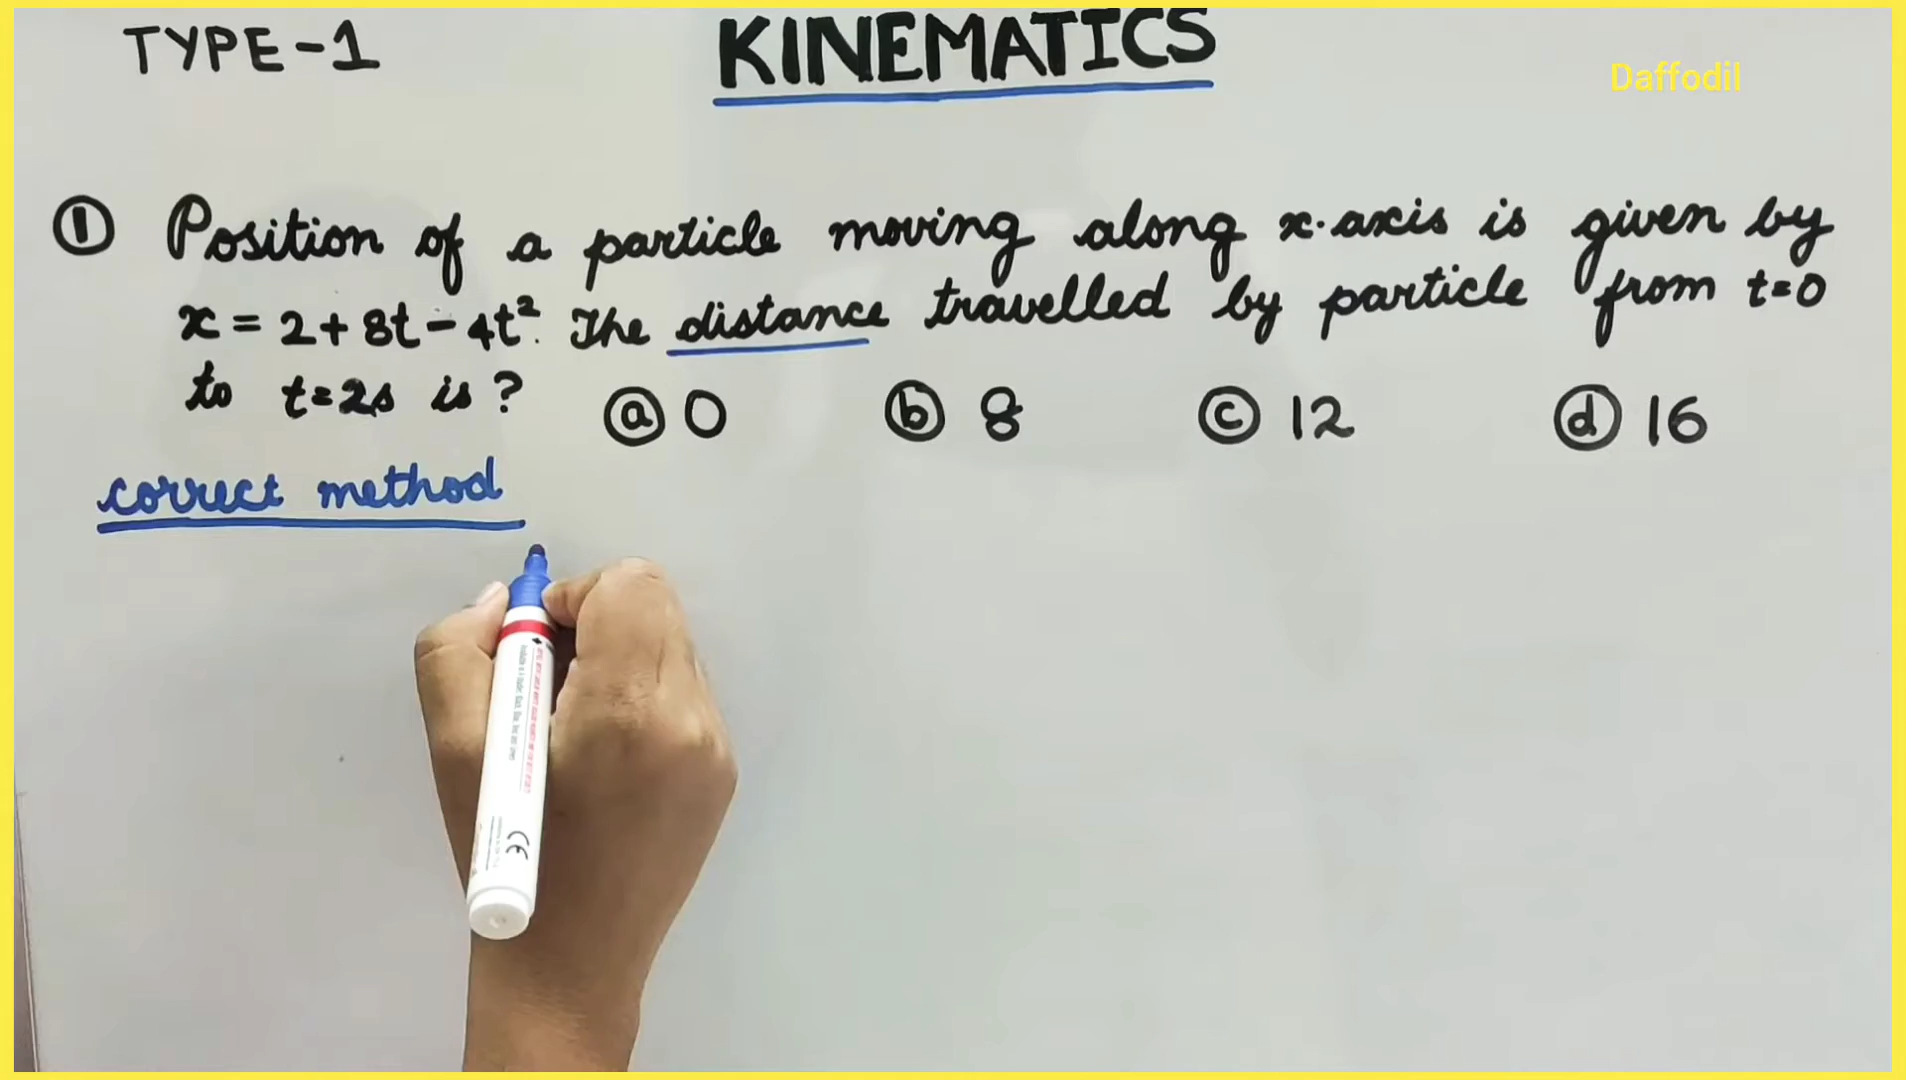 TYPE-1
KINEMATICS
Daffodil
① Position of a particle moving along x-axis is given by
x = 2 + 8t - 4t². The distance travelled by particle from t=0
to t=2s is ? ⓐ 0 ⓑ 8 ⓒ 12 ⓓ 16
correct method
CE